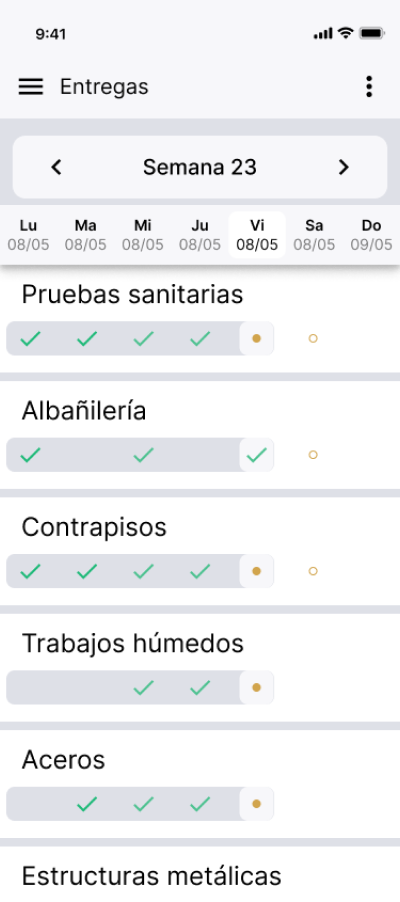 9:41
Entregas
Semana 23
Lu Ma Mi Ju Vi Sa Do
08/05 08/05 08/05 08/05 08/05 08/05 09/05
Pruebas sanitarias
Albañilería
Contrapisos
Trabajos húmedos
Aceros
Estructuras metálicas